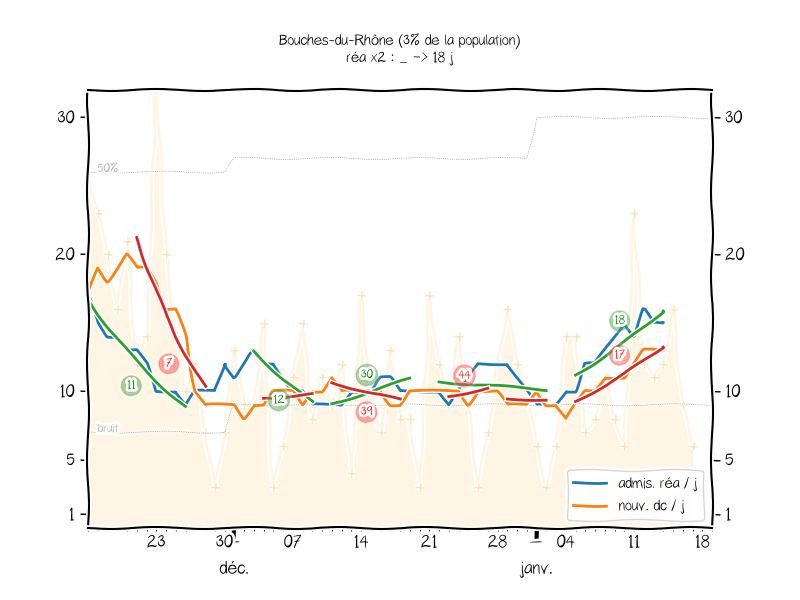 Bouches-du-Rhône (3% de la population)
réa x2 : _ -> 18 j
30
30
50%
20
20
18
17
7
11
30
44
12
39
10
10
bruit
5
5
admis. réa / j
nouv. dc / j
1
1
23 30 07 14 21 28 04 11 18
déc. janv.